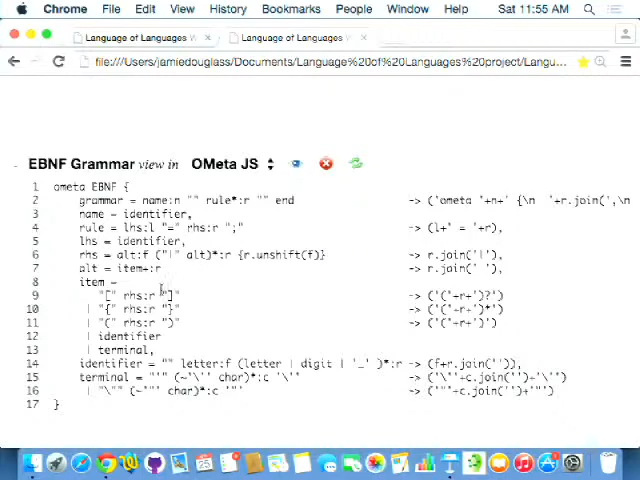 Chrome File Edit View History Bookmarks People Window Help Sat 11:55 AM
Language of Languages Language of Languages
file:///Users/jamiedouglass/Documents/Language%20of%20Languages%20project/Langu...
EBNF Grammar view in OMeta JS
1 ometa EBNF {
2 grammar = name:n "" rule*:r "" end -> ('ometa '+n+' {\n '+r.join(',\n
3 name = identifier,
4 rule = lhs:l "=" rhs:r ";" -> (l+' = '+r),
5 lhs = identifier,
6 rhs = alt:f ("|" alt)*:r {r.unshift(f)} -> r.join('|'),
7 alt = item+:r -> r.join(' '),
8 item =
9 "[" rhs:r "]" -> ('('+r+')?')
10 | "{" rhs:r "}" -> ('('+r+')*')
11 | "(" rhs:r ")" -> ('('+r+')')
12 | identifier
13 | terminal,
14 identifier = "" letter:f (letter | digit | '_' )*:r -> (f+r.join('')),
15 terminal = "'" (~'\'' char)*:c '\'' -> ('\''+c.join('')+'\'')
16 | "\"" (~'"' char)*:c '"' -> ('"'+c.join('')+'"')
17 }